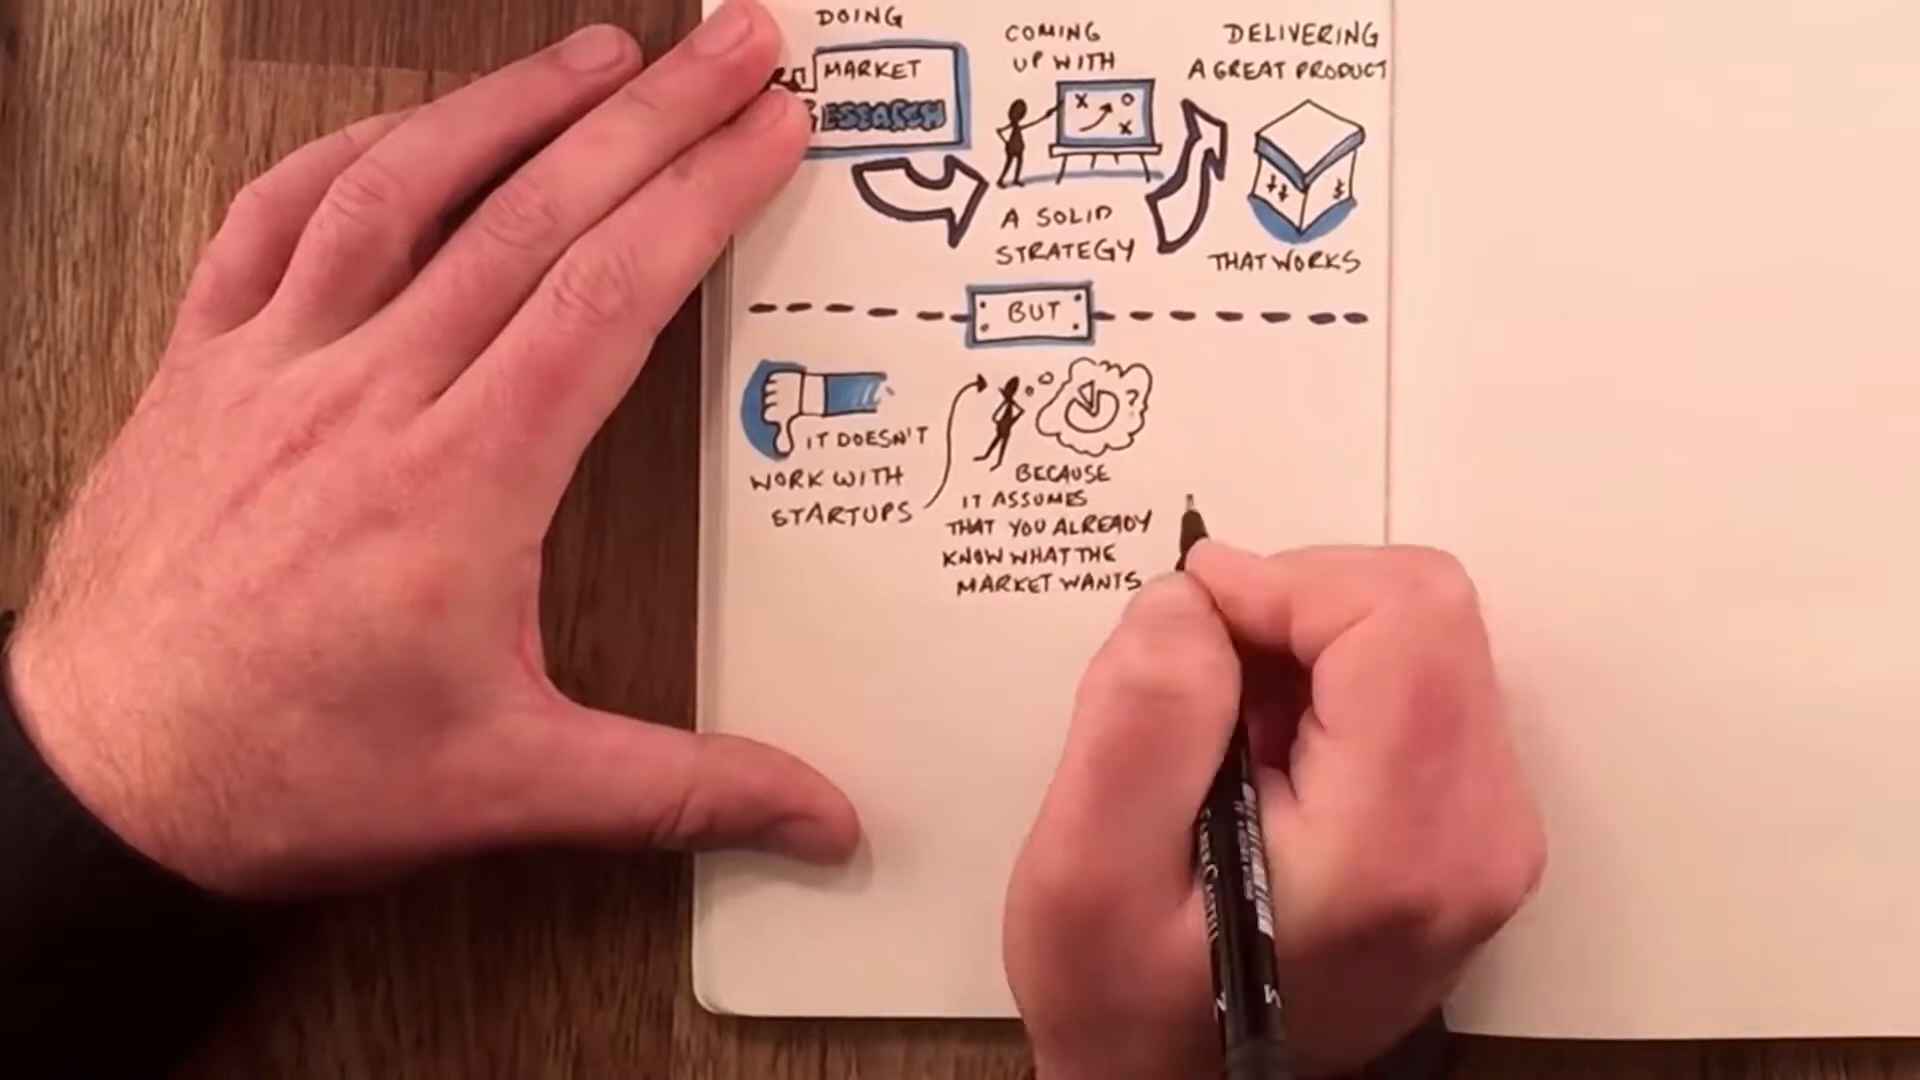 DOING
MARKET
RESEARCH
COMING
UP WITH
A SOLID
STRATEGY
DELIVERING
A GREAT PRODUCT
THAT WORKS
BUT
IT DOESN'T
WORK WITH
STARTUPS
BECAUSE
IT ASSUMES
THAT YOU ALREADY
KNOW WHAT THE
MARKET WANTS